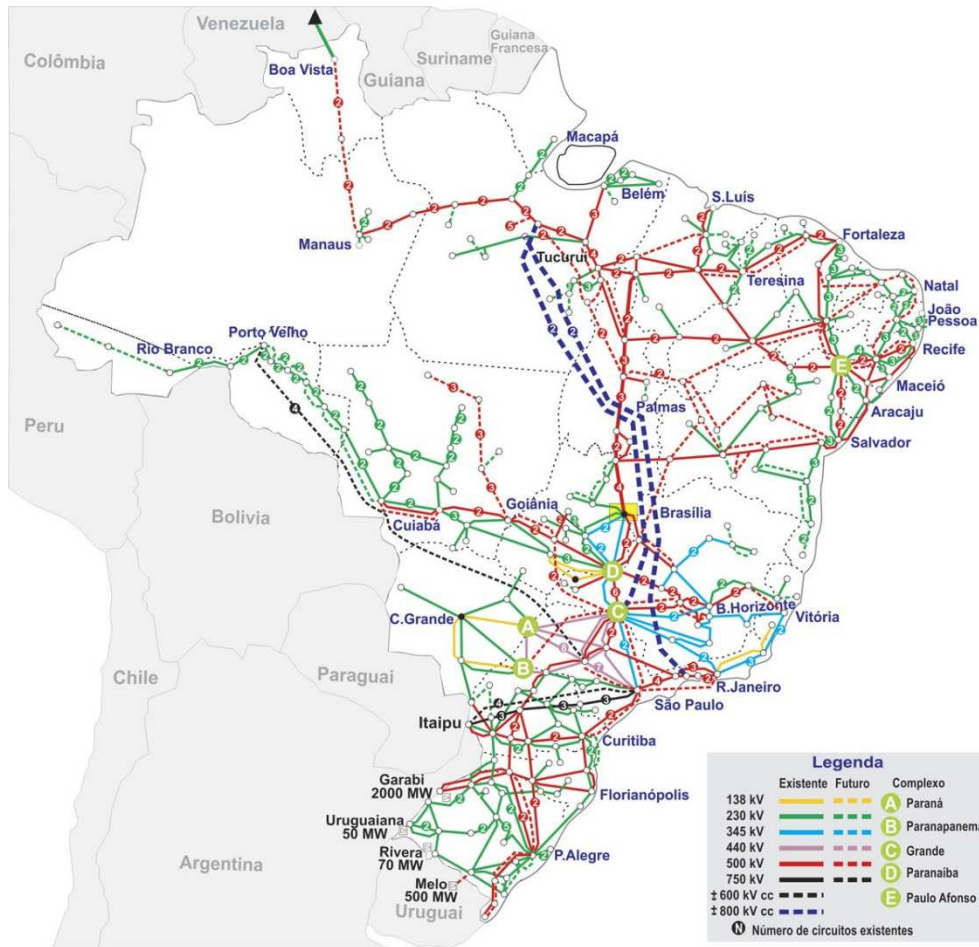 Venezuela
Guiana
Francesa
Colômbia
Suriname
Boa Vista
Guiana
Macapá
Belém
S.Luís
Manaus
Fortaleza
Tucuruí
Teresina
Natal
João
Pessoa
Porto Velho
Rio Branco
Recife
E
Maceió
Palmas
Aracaju
Peru
Salvador
Goiânia
Brasília
Cuiabá
Bolivia
D
C.Grande
A
C
B.Horizonte
Vitória
B
Chile
Paraguai
R.Janeiro
São Paulo
Itaipu
Curitiba
Garabi
2000 MW
Florianópolis
Uruguaiana
50 MW
Rivera
70 MW
P.Alegre
Melo
500 MW
Argentina
Uruguai
Legenda
Existente Futuro Complexo
138 kV A Paraná
230 kV B Paranapanema
345 kV
440 kV C Grande
500 kV D Paranaíba
750 kV
±600 kV cc E Paulo Afonso
±800 kV cc
N Número de circuitos existentes